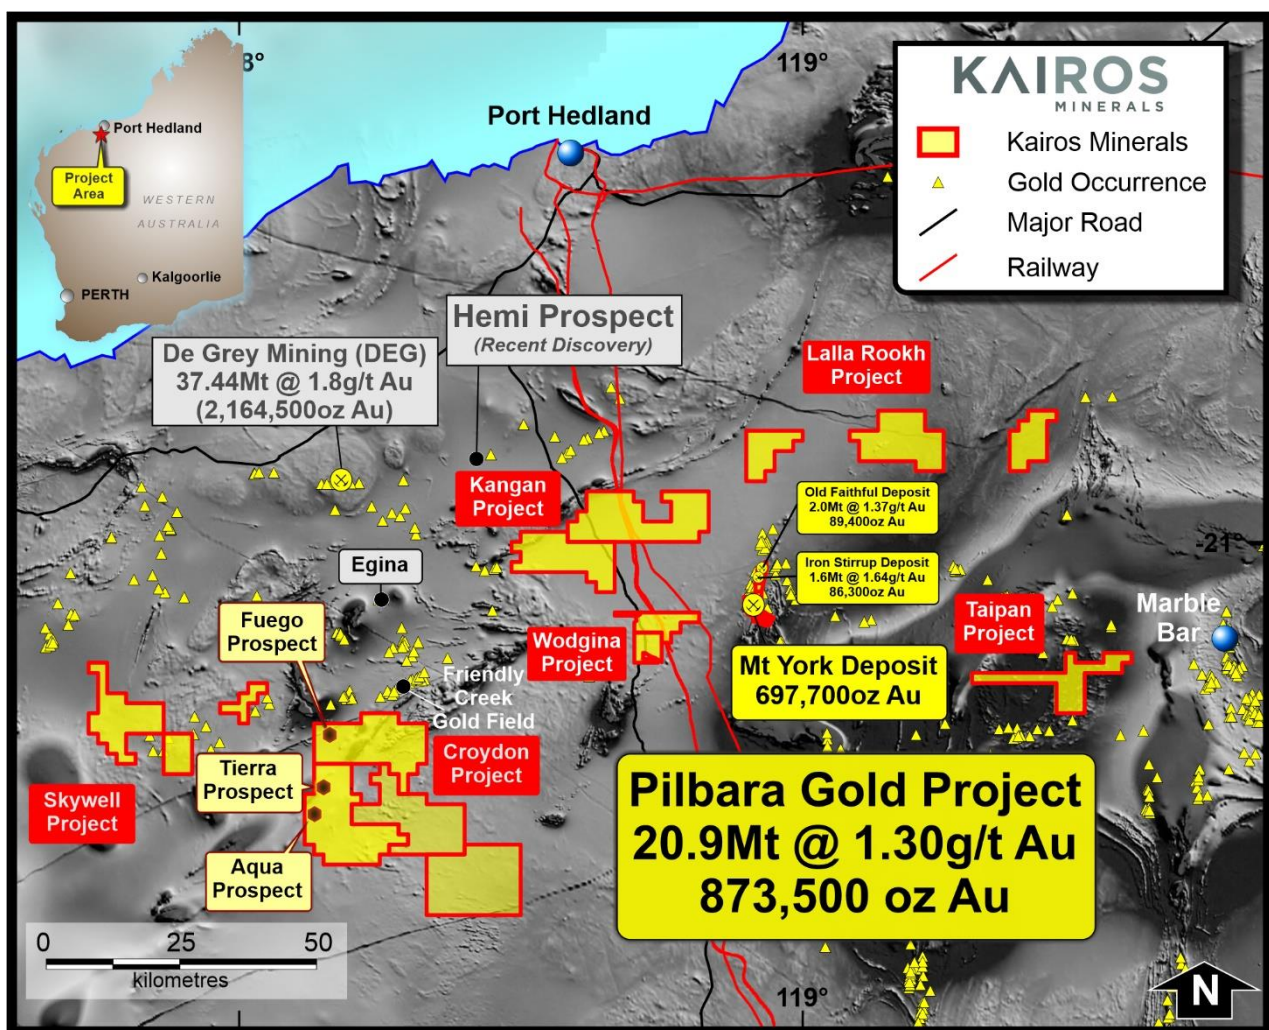 8°
119°
KAIROS
MINERALS
Kairos Minerals
Gold Occurrence
Major Road
Railway
Port Hedland
Port Hedland
Project
Area
WESTERN
AUSTRALIA
Kalgoorlie
PERTH
Hemi Prospect
(Recent Discovery)
De Grey Mining (DEG)
37.44Mt @ 1.8g/t Au
(2,164,500oz Au)
Lalla Rookh
Project
Kangan
Project
Old Faithful Deposit
2.0Mt @ 1.37g/t Au
89,400oz Au
-21°
Iron Stirrup Deposit
1.6Mt @ 1.64g/t Au
86,300oz Au
Egina
Fuego
Prospect
Taipan
Project
Marble
Bar
Wodgina
Project
Mt York Deposit
697,700oz Au
Friendly
Creek
Gold Field
Croydon
Project
Tierra
Prospect
Skywell
Project
Aqua
Prospect
Pilbara Gold Project
20.9Mt @ 1.30g/t Au
873,500 oz Au
0 25 50
kilometres
119°
N